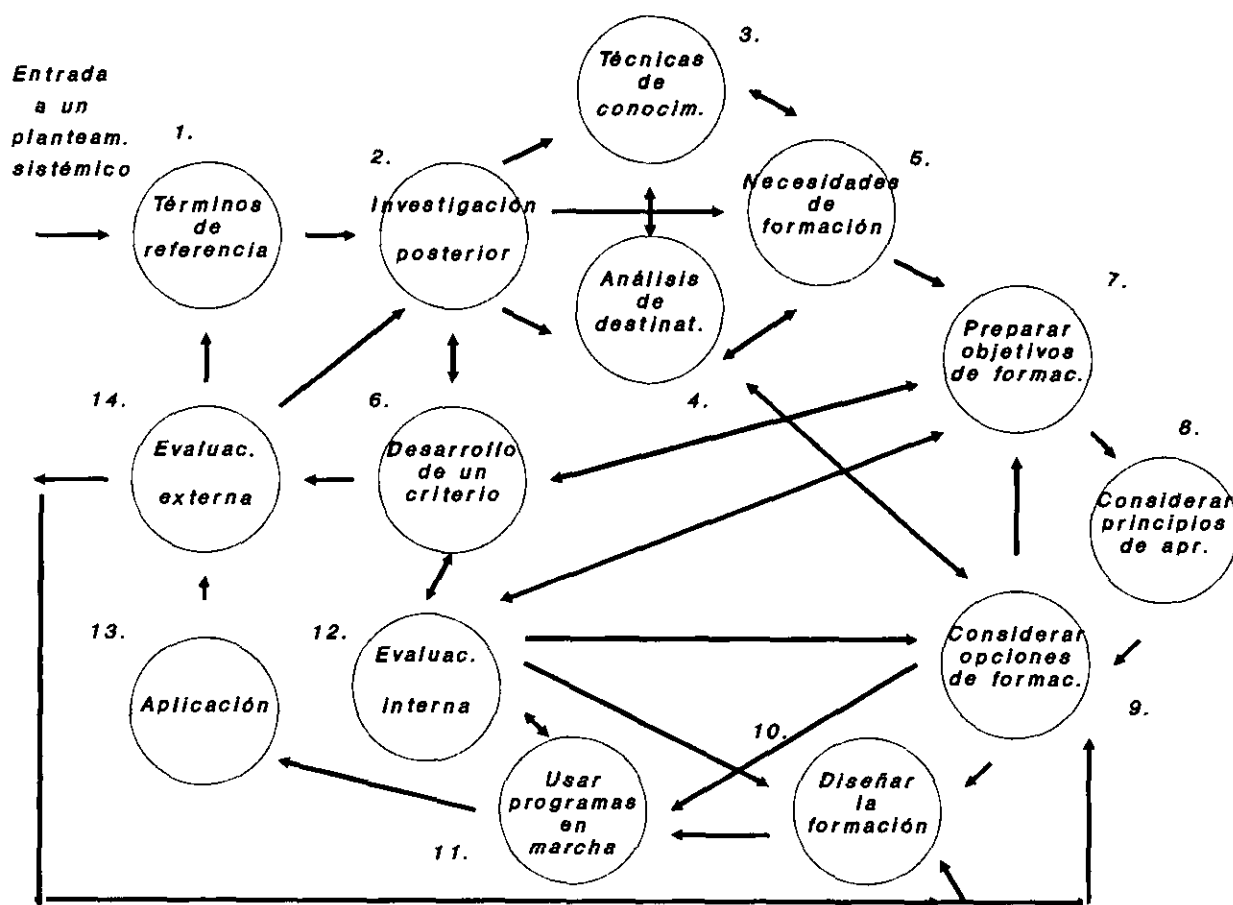 Entrada
a un
planteam.
sistémico
1.
Términos
de
referencia
2.
Investigación
posterior
3.
Técnicas
de
conocim.
Análisis
de
destinat.
4.
5.
Necesidades
de
formación
6.
Desarrollo
de un
criterio
7.
Preparar
objetivos
de formac.
8.
Considerar
principios
de apr.
Considerar
opciones
de formac.
9.
10.
Diseñar
la
formación
Usar
programas
en
marcha
11.
12.
Evaluac.
interna
13.
Aplicación
14.
Evaluac.
externa